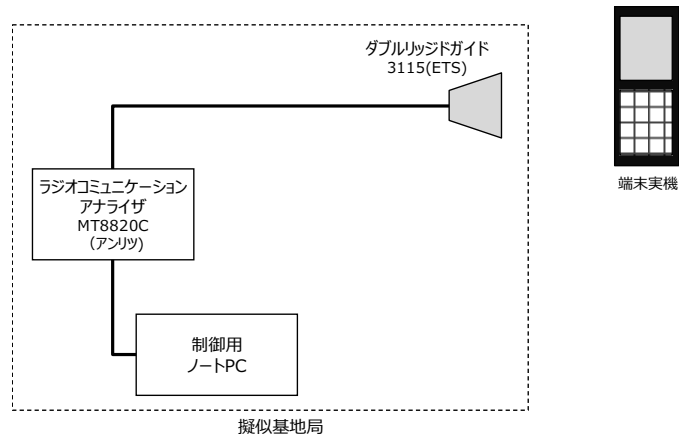 ダブルリッジドガイド
3115(ETS)
ラジオコミュニケーション
アナライザ
MT8820C
(アンリツ)
端末実機
制御用
ノートPC
擬似基地局